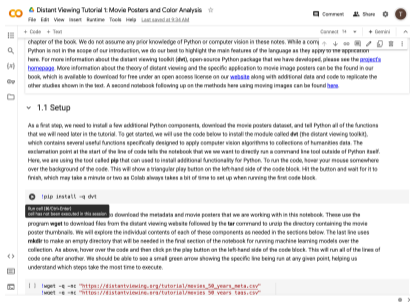 Distant Viewing Tutorial 1: Movie Posters and Color Analysis
File Edit View Insert Runtime Tools Help Last saved at 9:24 AM
Comment Share
+ Code + Text Connect Gemini
chapter of the book. We do not assume any prior knowledge of Python or computer vision in these notes. While a
Python is not in the scope of our introduction, we do our best to highlight the main features of the language as they
here. For more information about the distant viewing toolkit (dvt), open-source Python package that we have developed, please see the project's
homepage. More information about the theory of distant viewing and the specific application to movie image posters can be found in our
book, which is available to download for free under an open access license on our website along with additional data and code to replicate the
other studies shown in the text. A second notebook following up on the methods here using moving images can be found here.
1.1 Setup
As a first step, we need to install a few additional Python components, download the movie posters dataset, and tell Python all of the functions
that we will need later in the tutorial. To get started, we will use the code below to install the module called dvt (the distant viewing toolkit),
which contains several useful functions specifically designed to apply computer vision algorithms to collections of humanities data. The
exclamation point at the start of the line of code tells the notebook that we want to directly run a command line tool outside of Python itself.
Here, we are using the tool called pip that can used to install additional functionality for Python. To run the code, hover your mouse somewhere
over the background of the code. This will show a triangular play button on the left-hand side of the code block. Hit the button and wait for it to
finish, which may take a minute or two as Colab always takes a bit of time to set up when running the first code block.
!pip install -q dvt
Run cell (⌘/Ctrl+Enter)
cell has not been executed in this session
download the metadata and movie posters that we are working with in this notebook. These use the
program wget to download files from the distant viewing website followed by the tar command to unzip the directory containing the movie
poster thumbnails. We will explore the individual contents of each of these components as needed in the sections below. The last line uses
mkdir to make an empty directory that will be needed in the final section of the notebook for running machine learning models over the
collection. As above, hover over the code and then click on the play button on the left-hand side of the code block. This will run all of the lines of
code one after another. We should be able to see a small green arrow showing the specific line being run at any given point, helping us
understand which steps take the most time to execute.
[ ] !wget -q -nc "https://distantviewing.org/tutorial/movies_50_years_meta.csv"
!wget -q -nc "https://distantviewing.org/tutorial/movies_50_years_tags.csv"